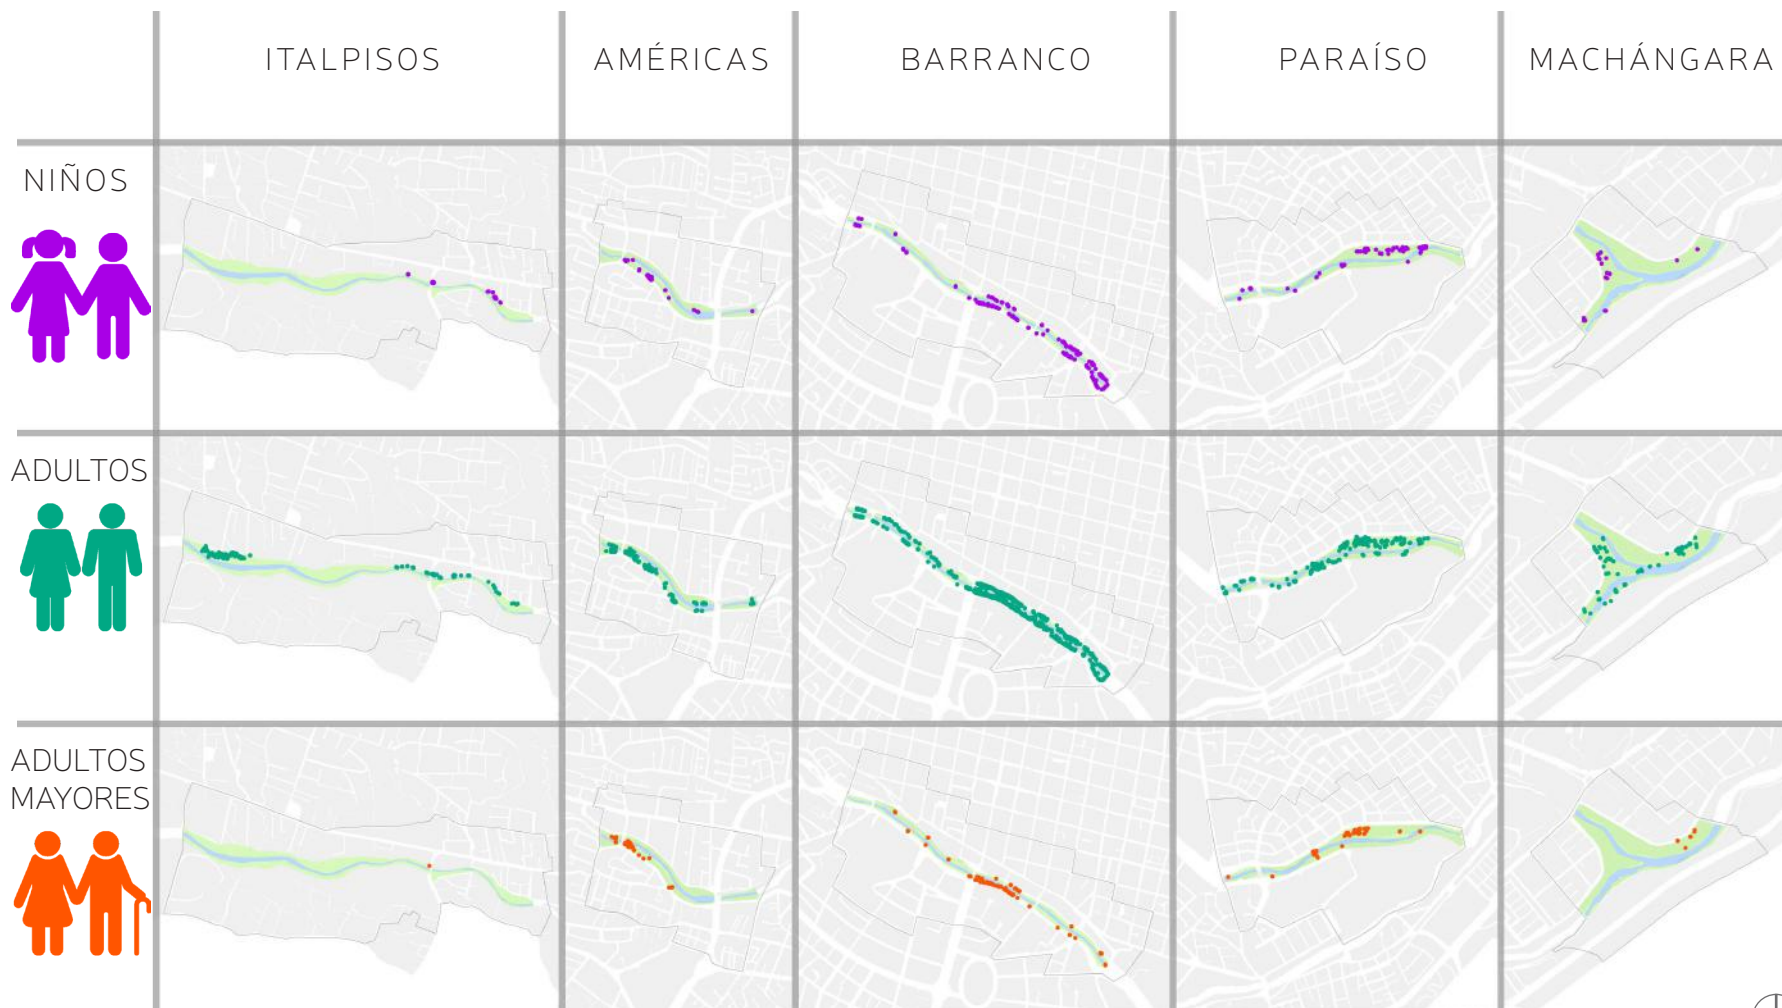 ITALPISOS
AMÉRICAS
BARRANCO
PARAÍSO
MACHÁNGARA
NIÑOS
ADULTOS
ADULTOS
MAYORES